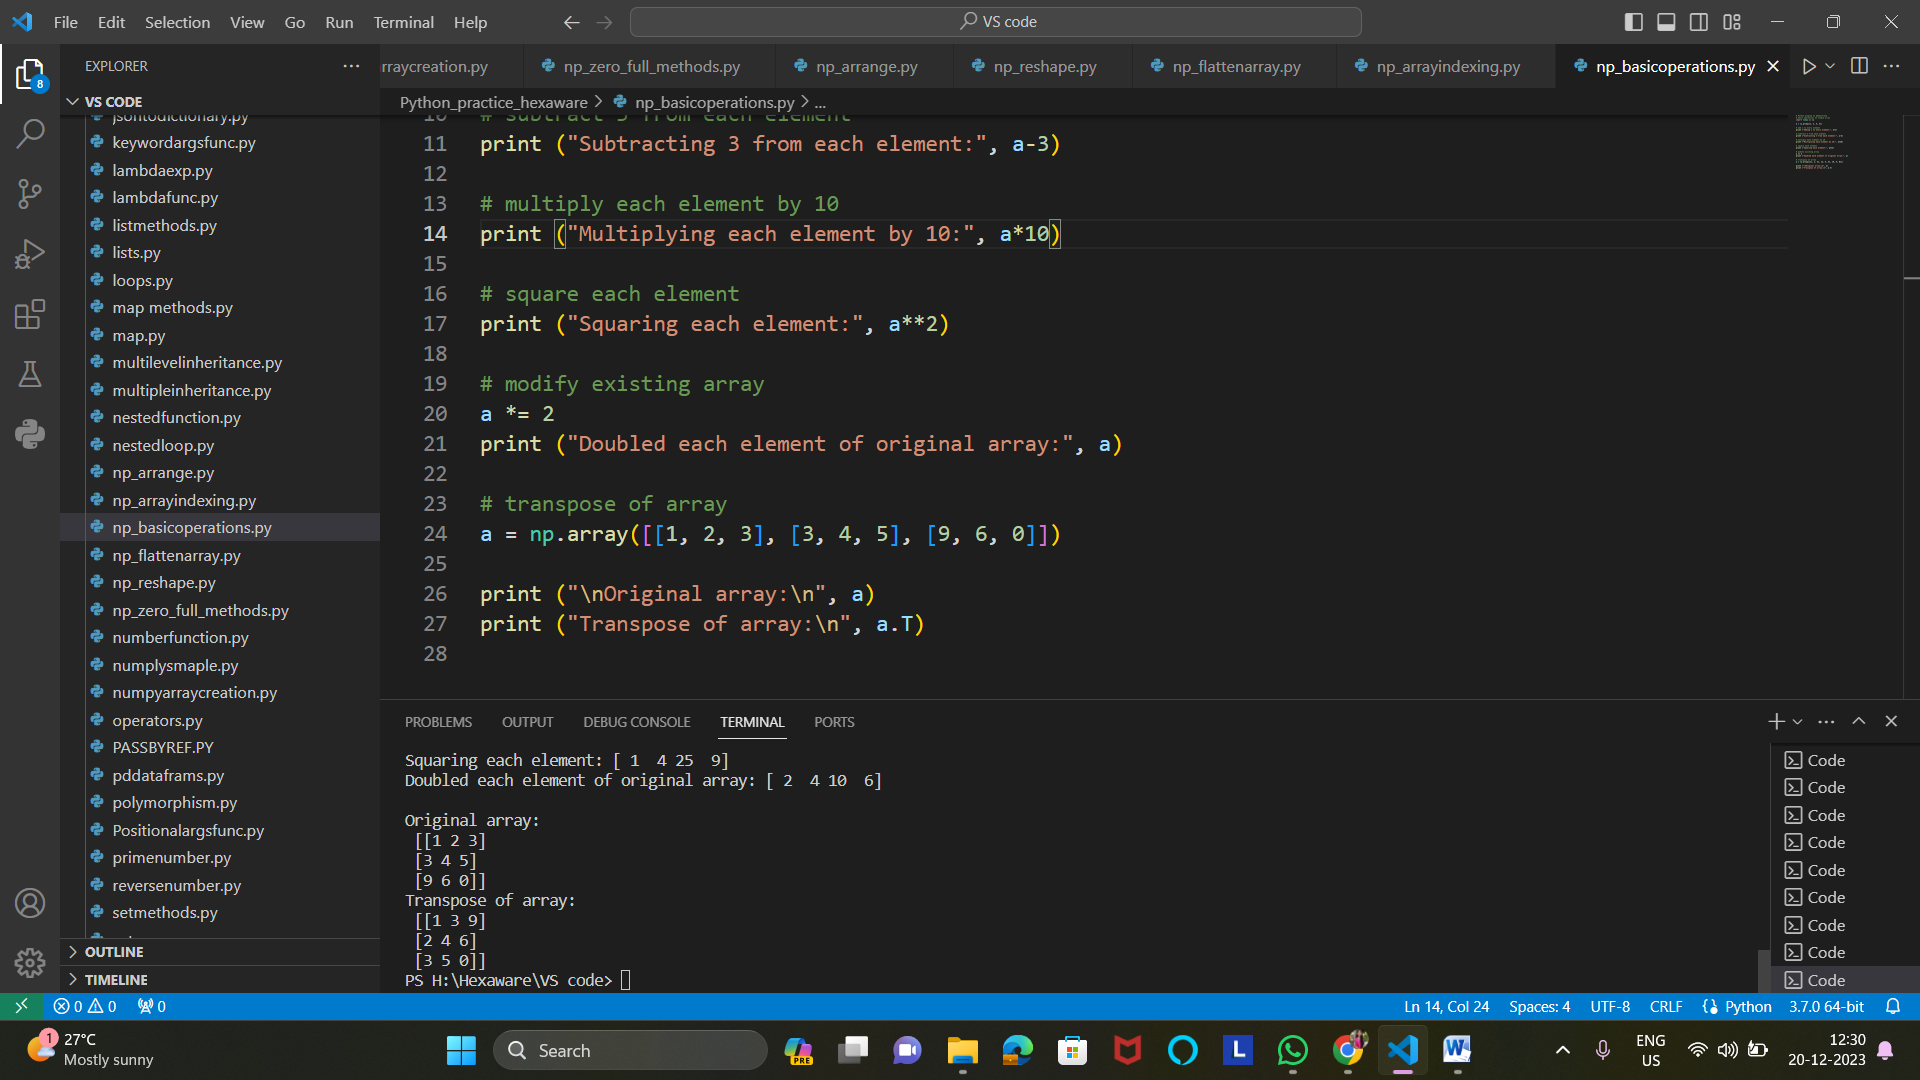 File Edit Selection View Go Run Terminal Help
VS code
EXPLORER
8
VS CODE
jsontodictionary.py
keywordargsfunc.py
lambdaexp.py
lambdafunc.py
listmethods.py
lists.py
loops.py
map methods.py
map.py
multilevelinheritance.py
multipleinheritance.py
nestedfunction.py
nestedloop.py
np_arrange.py
np_arrayindexing.py
np_basicoperations.py
np_flattenarray.py
np_reshape.py
np_zero_full_methods.py
numberfunction.py
numplysmaple.py
numpyarraycreation.py
operators.py
PASSBYREF.PY
pddataframs.py
polymorphism.py
Positionalargsfunc.py
primenumber.py
reversenumber.py
setmethods.py
OUTLINE
TIMELINE
rraycreation.py np_zero_full_methods.py np_arrange.py np_reshape.py np_flattenarray.py np_arrayindexing.py np_basicoperations.py
Python_practice_hexaware > np_basicoperations.py > ...
10 # subtract 3 from each element
11 print ("Subtracting 3 from each element:", a-3)
12
13 # multiply each element by 10
14 print ("Multiplying each element by 10:", a*10)
15
16 # square each element
17 print ("Squaring each element:", a**2)
18
19 # modify existing array
20 a *= 2
21 print ("Doubled each element of original array:", a)
22
23 # transpose of array
24 a = np.array([[1, 2, 3], [3, 4, 5], [9, 6, 0]])
25
26 print ("\nOriginal array:\n", a)
27 print ("Transpose of array:\n", a.T)
28
PROBLEMS OUTPUT DEBUG CONSOLE TERMINAL PORTS
Squaring each element: [ 1  4 25  9]
Doubled each element of original array: [ 2  4 10  6]
Original array:
[[1 2 3]
[3 4 5]
[9 6 0]]
Transpose of array:
[[1 3 9]
[2 4 6]
[3 5 0]]
PS H:\Hexaware\VS code>
Code
Code
Code
Code
Code
Code
Code
Code
Code
0 0 0 Ln 14, Col 24 Spaces: 4 UTF-8 CRLF Python 3.7.0 64-bit
1
27°C
Mostly sunny
Search
PRE
L
W
ENG
US
12:30
20-12-2023